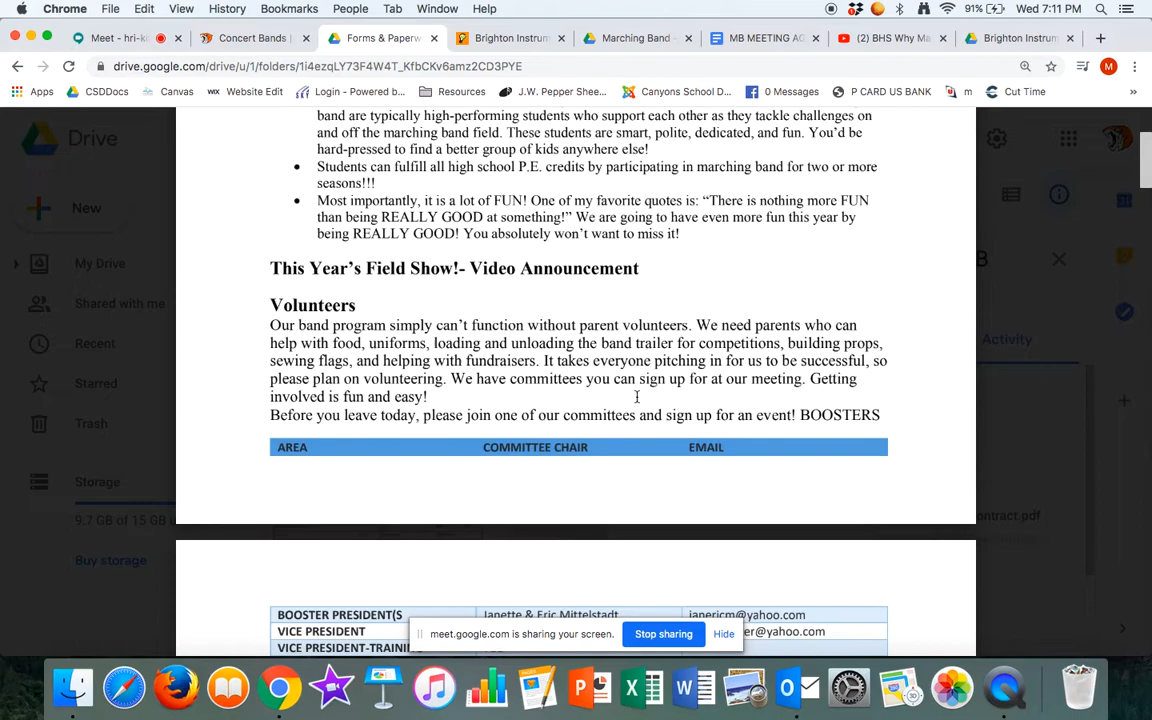 Chrome File Edit View History Bookmarks People Tab Window Help 91% Wed 7:11 PM
Meet - hri-ki Concert Bands | Forms & Paperw Brighton Instrum Marching Band - MB MEETING AG (2) BHS Why Ma Brighton Instrum
drive.google.com/drive/u/1/folders/1i4ezqLY73F4W4T_KfbCKv6amz2CD3PYE
Apps CSDDocs Canvas WIX Website Edit Login - Powered b... Resources J.W. Pepper Shee... Canyons School D... 0 Messages P CARD US BANK m Cut Time
Drive
New
My Drive
Shared with me
Recent
Starred
Trash
Storage
9.7 GB of 15 GB
Buy storage
B
Activity
ontract.pdf
band are typically high-performing students who support each other as they tackle challenges on
and off the marching band field. These students are smart, polite, dedicated, and fun. You’d be
hard-pressed to find a better group of kids anywhere else!
• Students can fulfill all high school P.E. credits by participating in marching band for two or more
seasons!!!
• Most importantly, it is a lot of FUN! One of my favorite quotes is: “There is nothing more FUN
than being REALLY GOOD at something!” We are going to have even more fun this year by
being REALLY GOOD! You absolutely won’t want to miss it!
This Year’s Field Show!- Video Announcement
Volunteers
Our band program simply can’t function without parent volunteers. We need parents who can
help with food, uniforms, loading and unloading the band trailer for competitions, building props,
sewing flags, and helping with fundraisers. It takes everyone pitching in for us to be successful, so
please plan on volunteering. We have committees you can sign up for at our meeting. Getting
involved is fun and easy!
Before you leave today, please join one of our committees and sign up for an event! BOOSTERS
AREA COMMITTEE CHAIR EMAIL
BOOSTER PRESIDENT(S Janette & Eric Mittelstadt janericm@yahoo.com
VICE PRESIDENT er@yahoo.com
VICE PRESIDENT-TRAININ
meet.google.com is sharing your screen. Stop sharing Hide